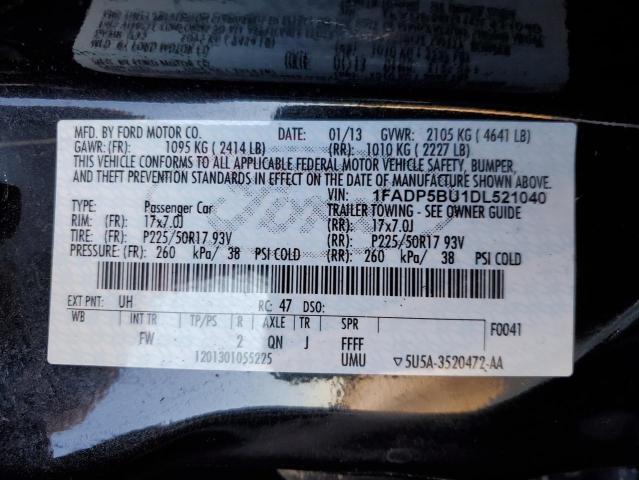 MFD. BY FORD MOTOR CO. DATE: 01/13 GVWR: 2105 KG ( 4641 LB)
GAWR: (FR): 1095 KG ( 2414 LB) (RR): 1010 KG ( 2227 LB)
THIS VEHICLE CONFORMS TO ALL APPLICABLE FEDERAL MOTOR VEHICLE SAFETY, BUMPER,
AND THEFT PREVENTION STANDARDS IN EFFECT ON THE DATE OF MANUFACTURE SHOWN ABOVE.
VIN: 1FADP5BU1DL521040
TYPE: Passenger Car TRAILER TOWING - SEE OWNER GUIDE
RIM: (FR): 17x7.0J (RR): 17x7.0J
TIRE: (FR): P225/50R17 93V (RR): P225/50R17 93V
PRESSURE: (FR): 260 kPa/ 38 PSI COLD (RR): 260 kPa/ 38 PSI COLD
EXT PNT: UH RC: 47 DSO:
WB INT TR TP/PS R AXLE TR SPR F0041
FW 2 QN J FFFF
1201301055225 UMU ▽5U5A-3520472-AA